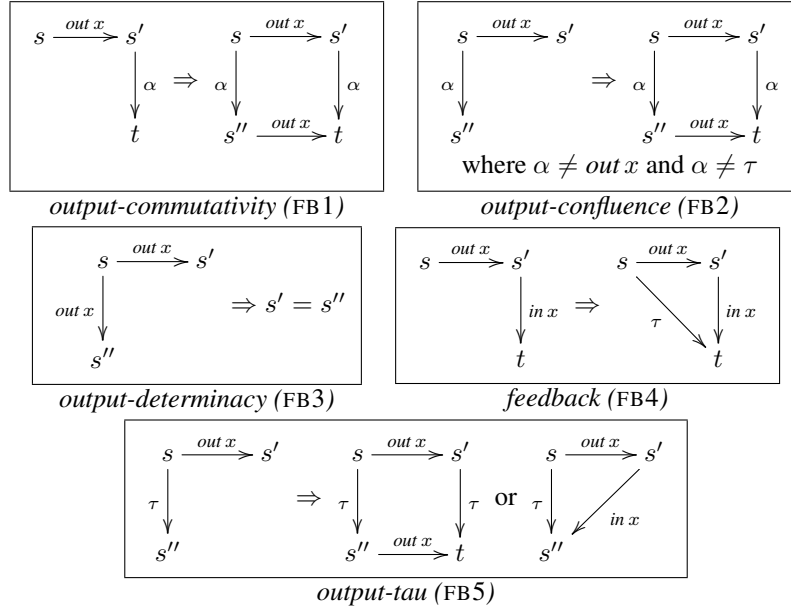 s out x s′ s out x s′
α ⇒ α α
t s″ out x t
output-commutativity (FB1)
s out x s′ s out x s′
α ⇒ α α
s″ s″ out x t
where α ≠ out x and α ≠ τ
output-confluence (FB2)
s out x s′
out x ⇒ s′ = s″
s″
output-determinacy (FB3)
s out x s′ s out x s′
in x ⇒ τ in x
t t
feedback (FB4)
s out x s′ s out x s′ s out x s′
τ ⇒ τ τ or τ in x
s″ s″ out x t s″
output-tau (FB5)